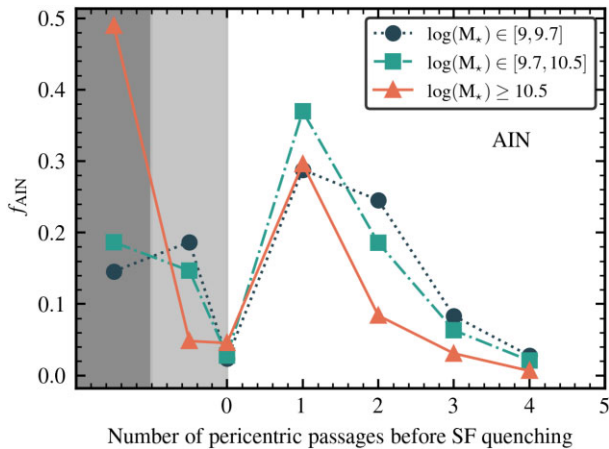 log(M⋆) ∈ [9, 9.7]
log(M⋆) ∈ [9.7, 10.5]
log(M⋆) ≥ 10.5
AIN
f_AIN
0.5
0.4
0.3
0.2
0.1
0.0
0 1 2 3 4 5
Number of pericentric passages before SF quenching